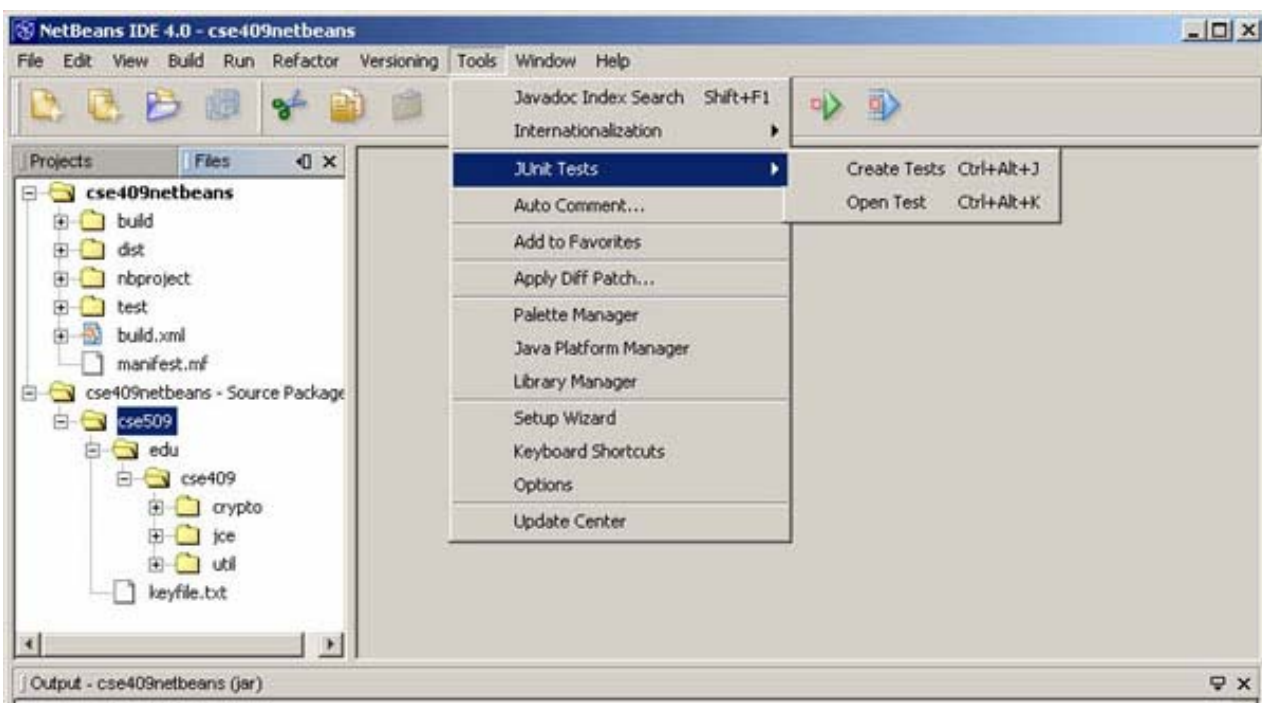 NetBeans IDE 4.0 - cse409netbeans
File Edit View Build Run Refactor Versioning Tools Window Help
Javadoc Index Search Shift+F1
Internationalization
JUnit Tests
Create Tests Ctrl+Alt+J
Open Test Ctrl+Alt+K
Auto Comment...
Add to Favorites
Apply Diff Patch...
Palette Manager
Java Platform Manager
Library Manager
Setup Wizard
Keyboard Shortcuts
Options
Update Center
Projects Files
cse409netbeans
build
dist
nbproject
test
build.xml
manifest.mf
cse409netbeans - Source Package
cse509
edu
cse409
crypto
jce
util
keyfile.txt
Output - cse409netbeans (jar)